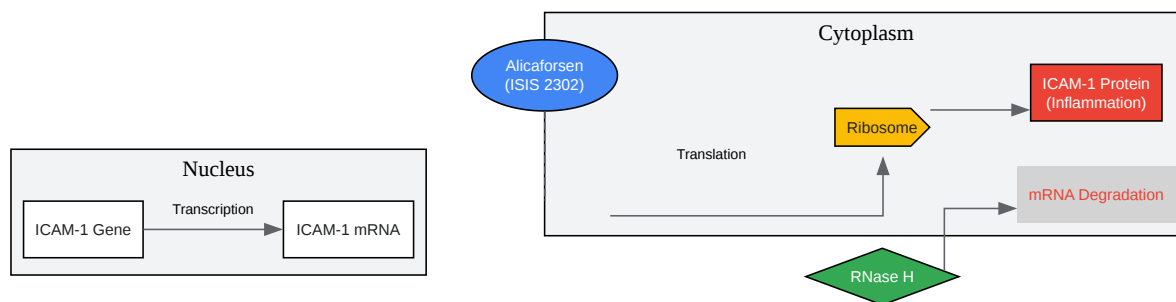 Nucleus
ICAM-1 Gene
Transcription
ICAM-1 mRNA
Cytoplasm
Alicaforsen
(ISIS 2302)
Translation
Ribosome
ICAM-1 Protein
(Inflammation)
mRNA Degradation
RNase H